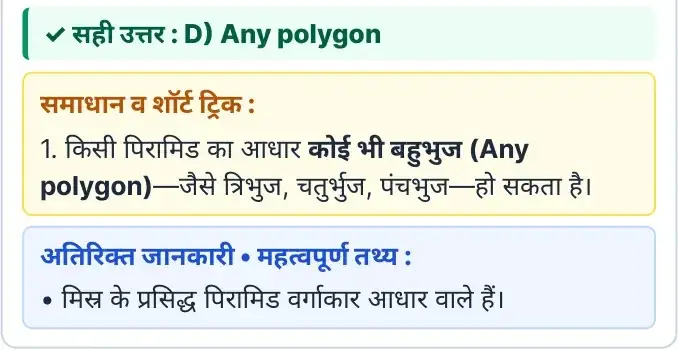 ✓ सही उत्तर : D) Any polygon
समाधान व शॉर्ट ट्रिक :
1. किसी पिरामिड का आधार कोई भी बहुभुज (Any
polygon)—जैसे त्रिभुज, चतुर्भुज, पंचभुज—हो सकता है।
अतिरिक्त जानकारी • महत्वपूर्ण तथ्य :
• मिस्र के प्रसिद्ध पिरामिड वर्गाकार आधार वाले हैं।